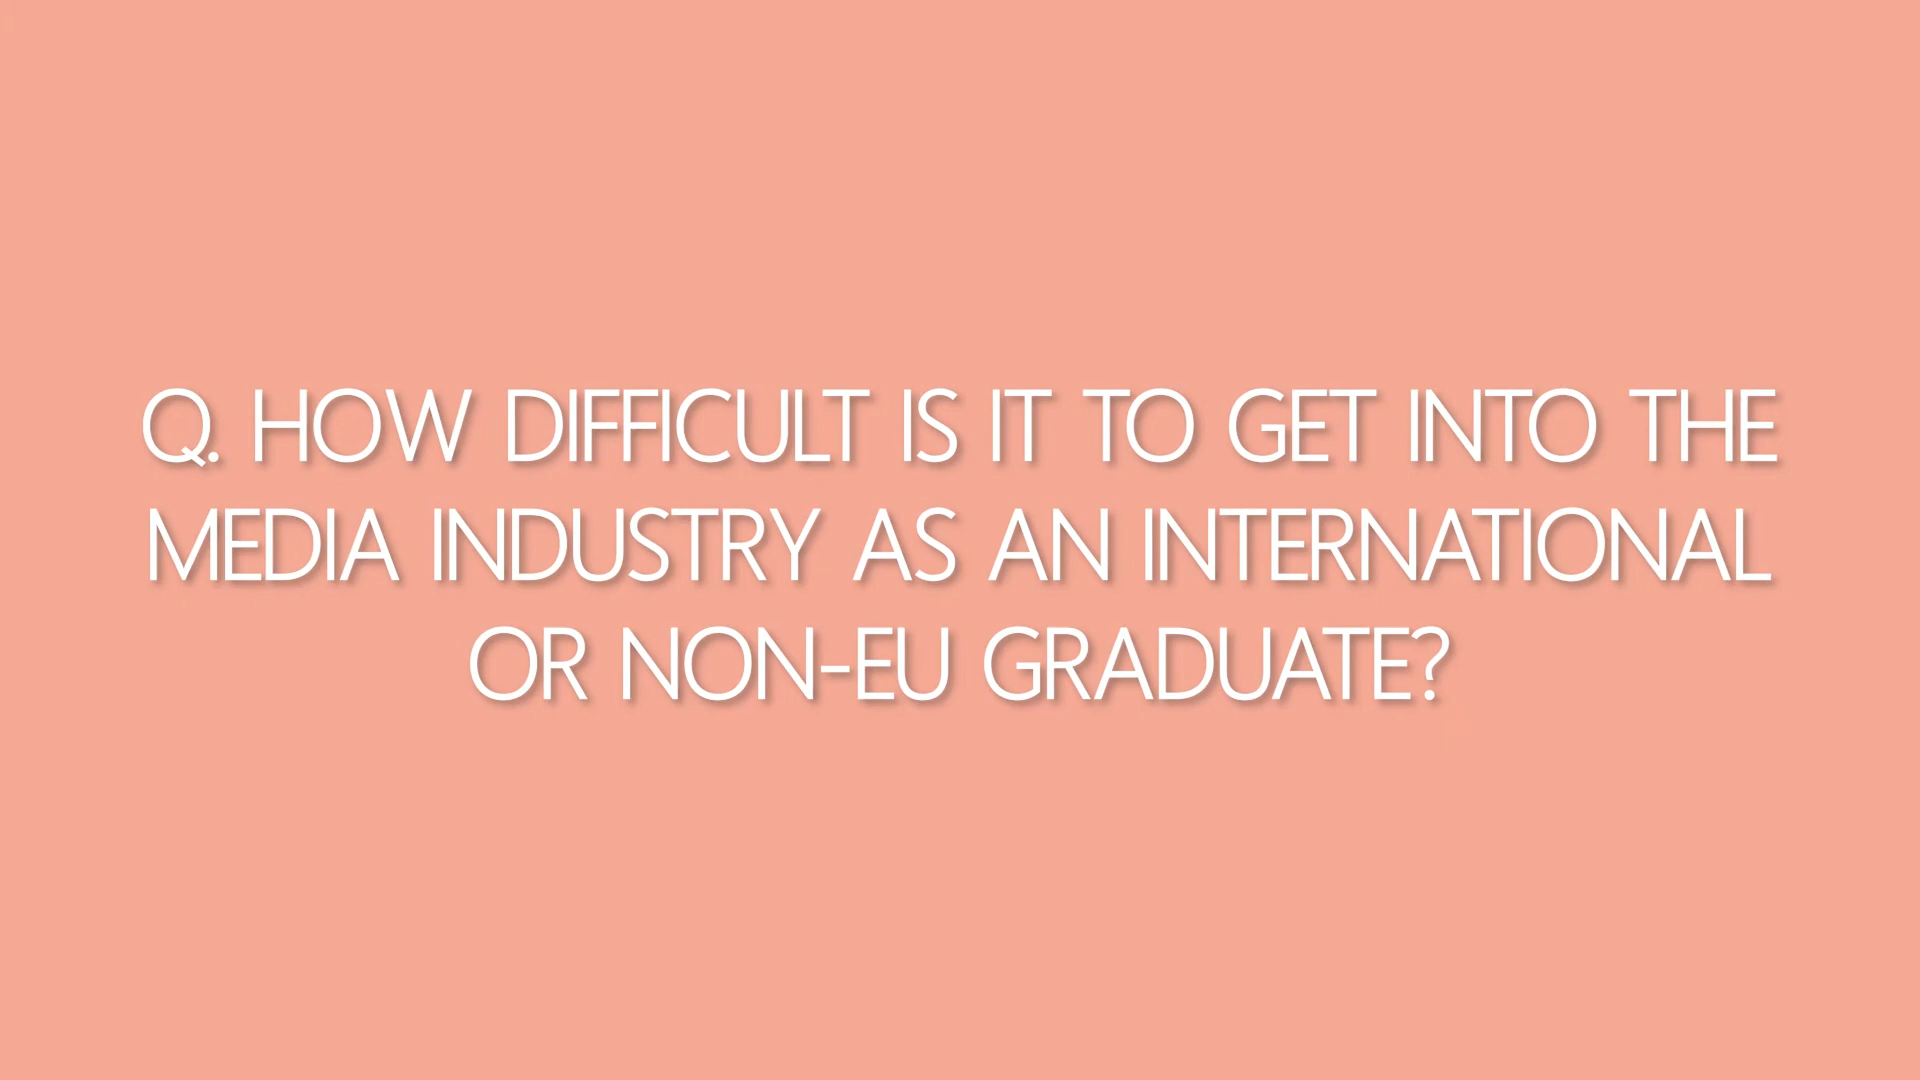 Q. HOW DIFFICULT IS IT TO GET INTO THE
MEDIA INDUSTRY AS AN INTERNATIONAL
OR NON-EU GRADUATE?